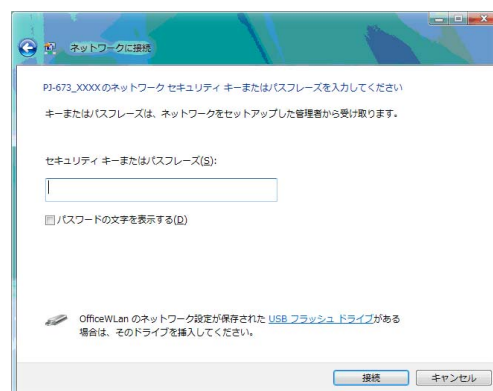 ネットワークに接続
PJ-673_XXXXのネットワーク セキュリティ キーまたはパスフレーズを入力してください
キーまたはパスフレーズは、ネットワークをセットアップした管理者から受け取ります。
セキュリティ キーまたはパスフレーズ(S):
パスワードの文字を表示する(D)
OfficeWLan のネットワーク設定が保存された USB フラッシュ ドライブがある
場合は、そのドライブを挿入してください。
接続 キャンセル